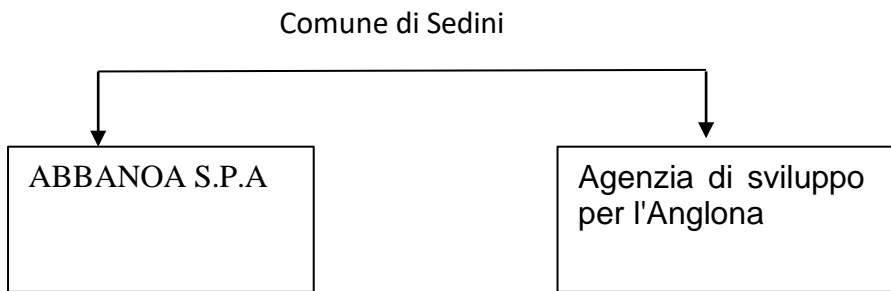 Comune di Sedini
ABBANOA S.P.A
Agenzia di sviluppo
per l'Anglona